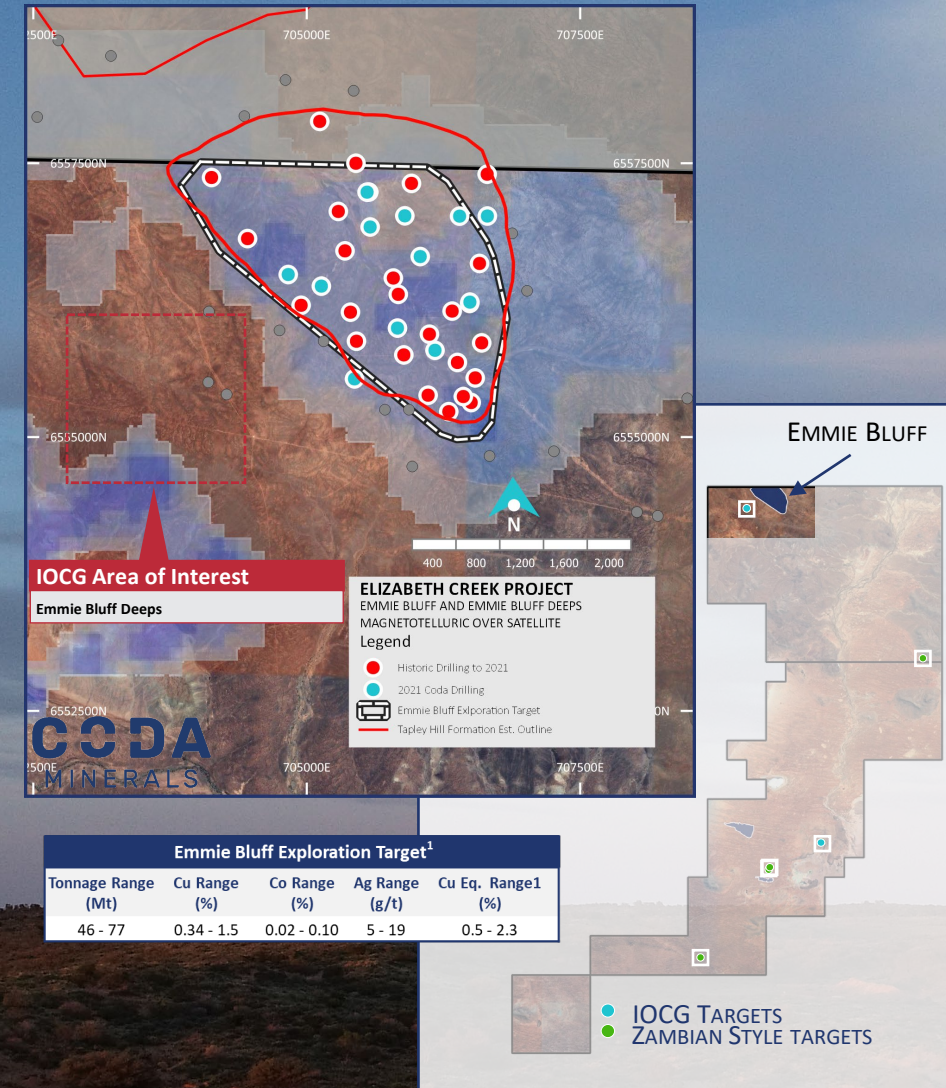 2500E
705000E
707500E
6557500N
6557500N
6555000N
6555000N
N
400 800 1,200 1,600 2,000
IOCG Area of Interest
Emmie Bluff Deeps
ELIZABETH CREEK PROJECT
EMMIE BLUFF AND EMMIE BLUFF DEEPS
MAGNETOTELLURIC OVER SATELLITE
Legend
Historic Drilling to 2021
2021 Coda Drilling
Emmie Bluff Exlporation Target
Tapley Hill Formation Est. Outline
6552500N
0N
CODA
MINERALS
2500E
705000E
707500E
EMMIE BLUFF
Emmie Bluff Exploration Target1
Tonnage Range (Mt) Cu Range (%) Co Range (%) Ag Range (g/t) Cu Eq. Range1 (%)
46 - 77 0.34 - 1.5 0.02 - 0.10 5 - 19 0.5 - 2.3
IOCG TARGETS
ZAMBIAN STYLE TARGETS